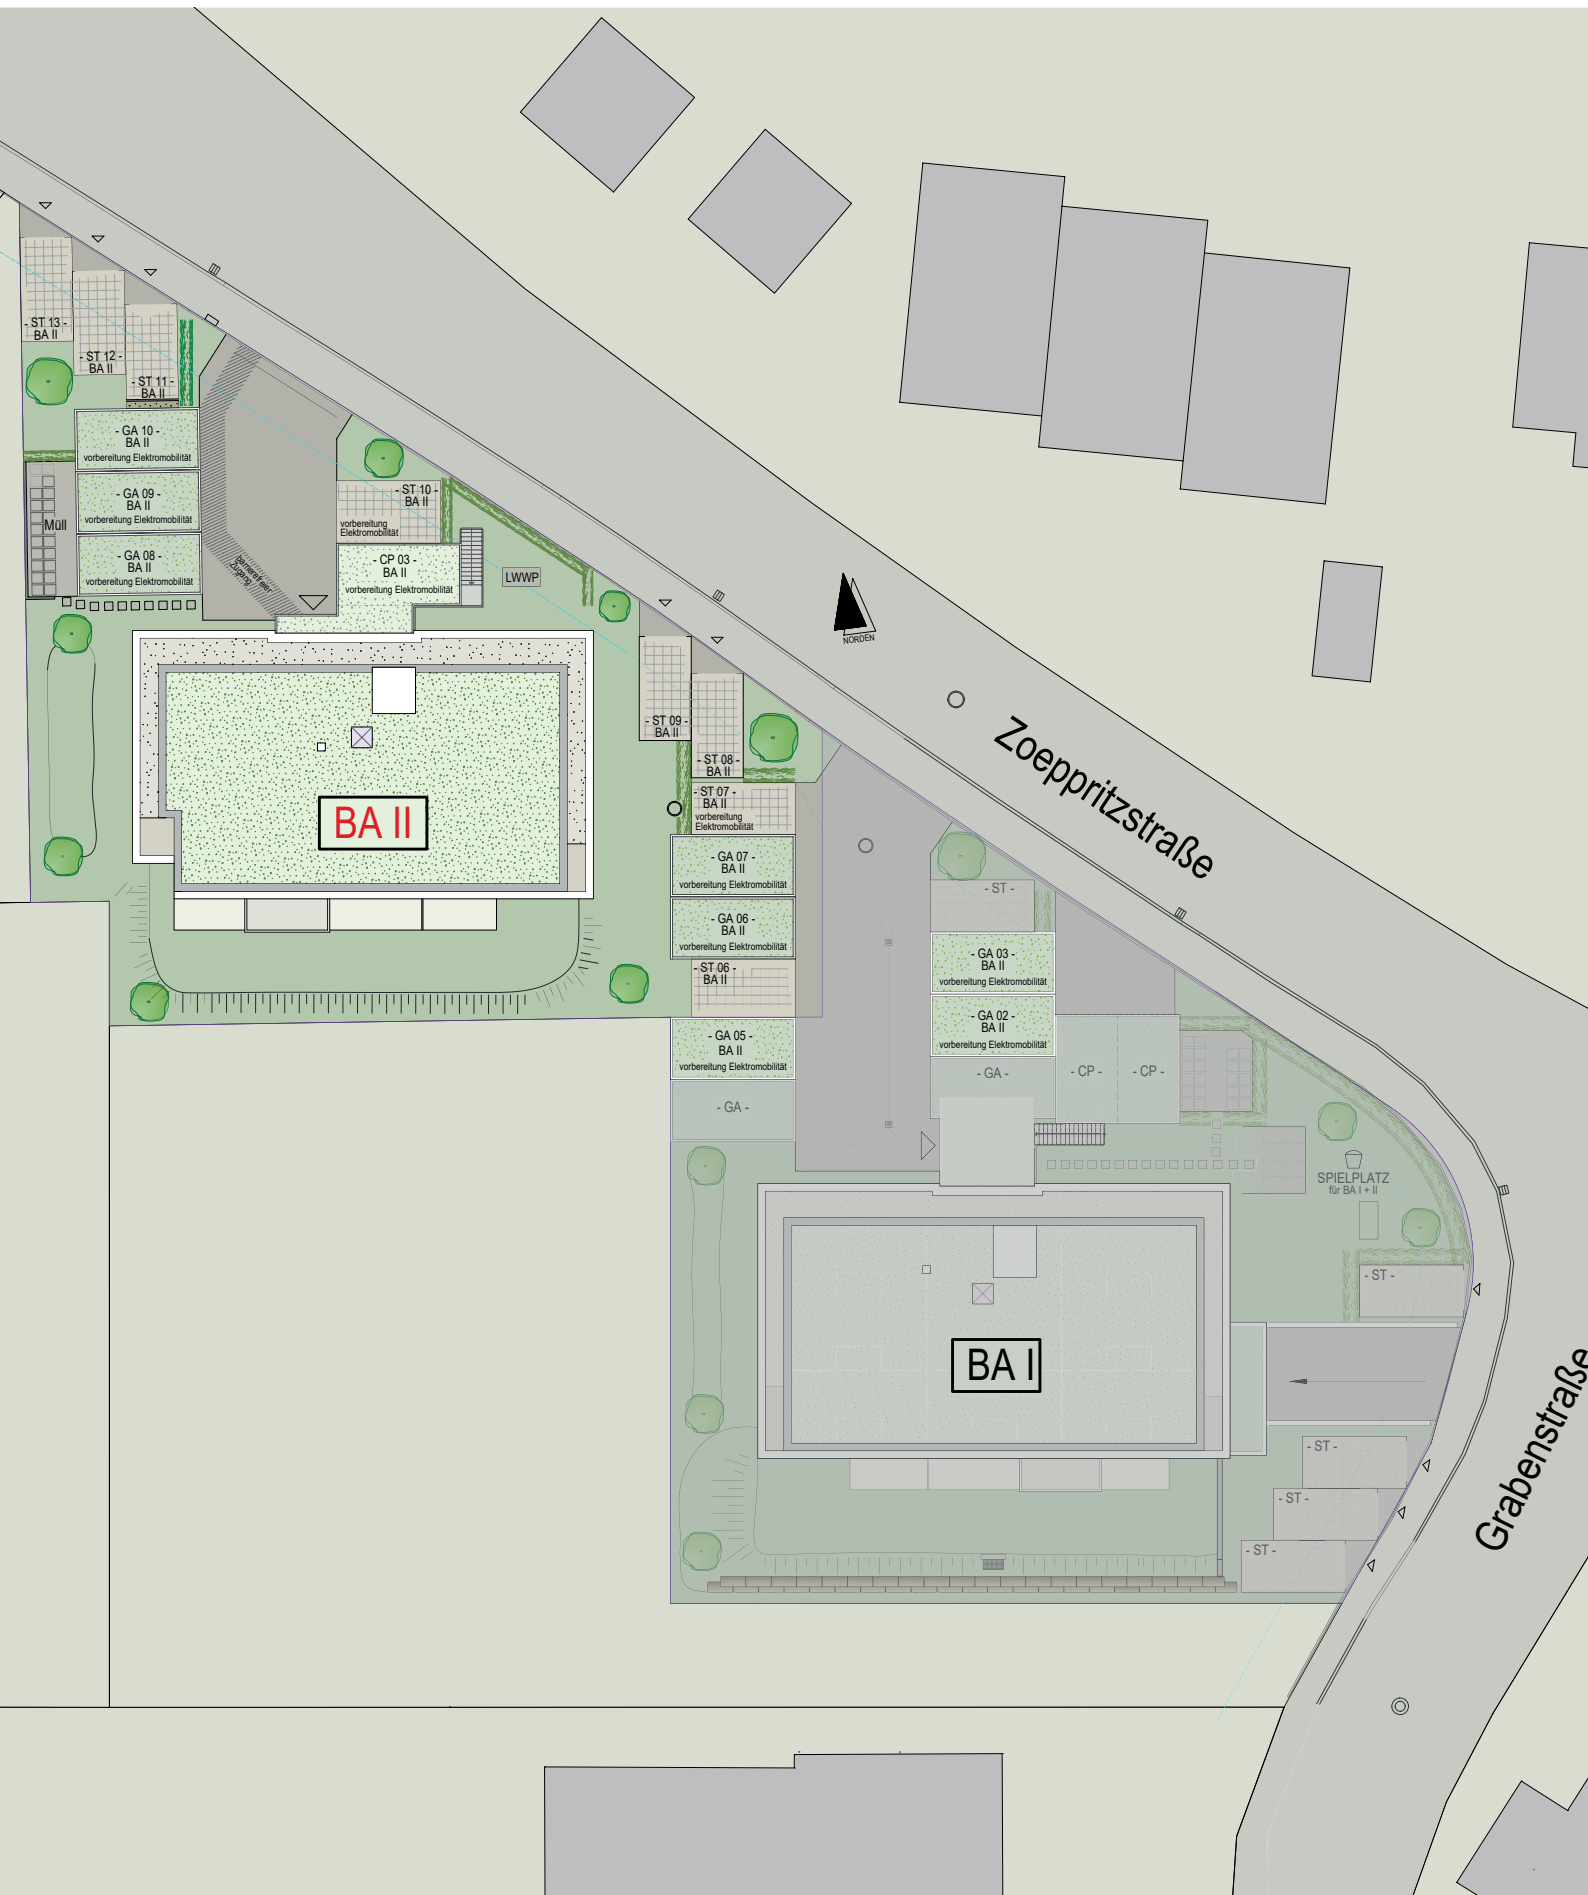 - ST 13 -
BA II
- ST 12 -
BA II
- ST 11 -
BA II
- GA 10 -
BA II
vorbereitung Elektromobilität
- GA 09 -
BA II
vorbereitung Elektromobilität
- GA 08 -
BA II
vorbereitung Elektromobilität
Müll
barrierefreier
Zugang
- ST 10 -
BA II
vorbereitung
Elektromobilität
- CP 03 -
BA II
vorbereitung Elektromobilität
LWWP
NORDEN
Zoeppritzstraße
- ST 09 -
BA II
- ST 08 -
BA II
- ST 07 -
BA II
vorbereitung
Elektromobilität
BA II
- GA 07 -
BA II
vorbereitung Elektromobilität
- GA 06 -
BA II
vorbereitung Elektromobilität
- ST 06 -
BA II
- GA 05 -
BA II
vorbereitung Elektromobilität
- GA -
- ST -
- GA 03 -
BA II
vorbereitung Elektromobilität
- GA 02 -
BA II
vorbereitung Elektromobilität
- GA -
- CP -
- CP -
SPIELPLATZ
für BA I + II
- ST -
BA I
Grabenstraße
- ST -
- ST -
- ST -